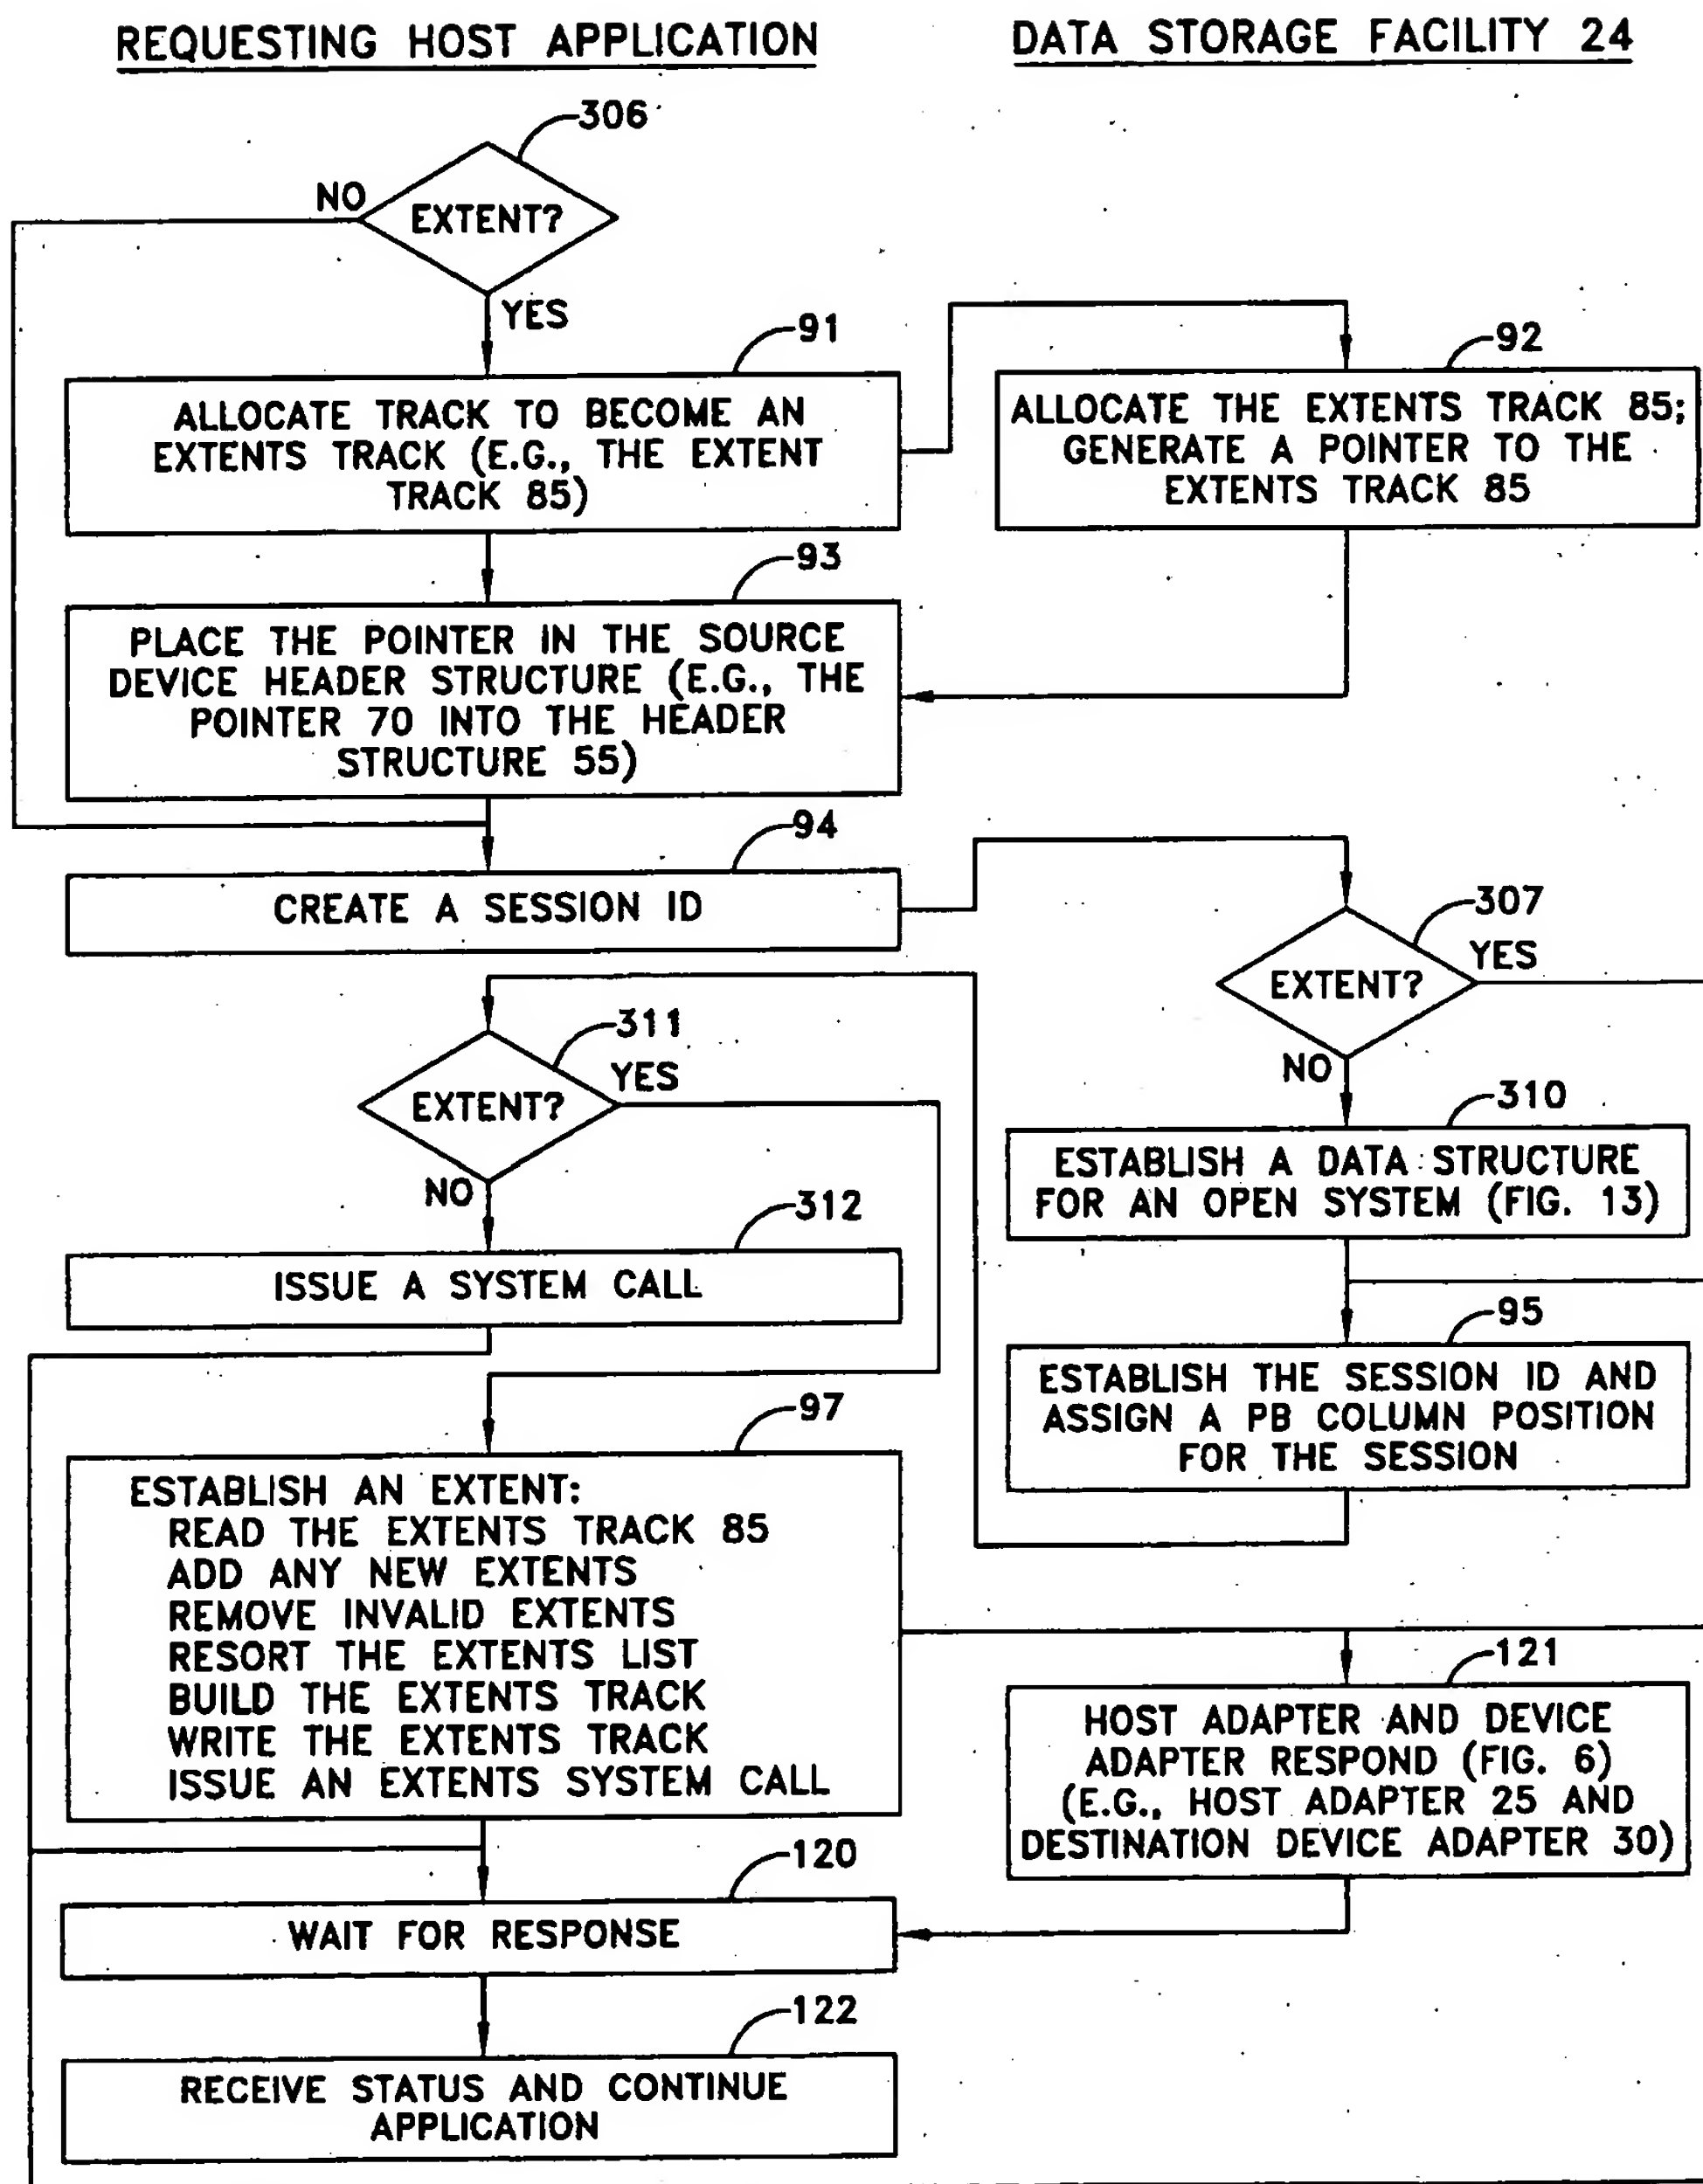 REQUESTING HOST APPLICATION
DATA STORAGE FACILITY 24
306
NO
EXTENT?
YES
91
ALLOCATE TRACK TO BECOME AN
EXTENTS TRACK (E.G., THE EXTENT
TRACK 85)
92
ALLOCATE THE EXTENTS TRACK 85;
GENERATE A POINTER TO THE
EXTENTS TRACK 85
93
PLACE THE POINTER IN THE SOURCE
DEVICE HEADER STRUCTURE (E.G., THE
POINTER 70 INTO THE HEADER
STRUCTURE 55)
94
CREATE A SESSION ID
307
YES
EXTENT?
NO
311
YES
EXTENT?
NO
310
ESTABLISH A DATA STRUCTURE
FOR AN OPEN SYSTEM (FIG. 13)
312
ISSUE A SYSTEM CALL
95
ESTABLISH THE SESSION ID AND
ASSIGN A PB COLUMN POSITION
FOR THE SESSION
97
ESTABLISH AN EXTENT:
READ THE EXTENTS TRACK 85
ADD ANY NEW EXTENTS
REMOVE INVALID EXTENTS
RESORT THE EXTENTS LIST
BUILD THE EXTENTS TRACK
WRITE THE EXTENTS TRACK
ISSUE AN EXTENTS SYSTEM CALL
121
HOST ADAPTER AND DEVICE
ADAPTER RESPOND (FIG. 6)
(E.G., HOST ADAPTER 25 AND
DESTINATION DEVICE ADAPTER 30)
120
WAIT FOR RESPONSE
122
RECEIVE STATUS AND CONTINUE
APPLICATION